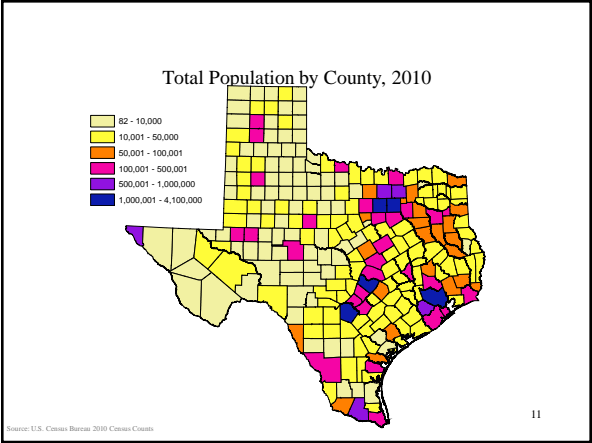 Total Population by County, 2010
82 - 10,000
10,001 - 50,000
50,001 - 100,001
100,001 - 500,001
500,001 - 1,000,000
1,000,001 - 4,100,000
11
Source: U.S. Census Bureau 2010 Census Counts